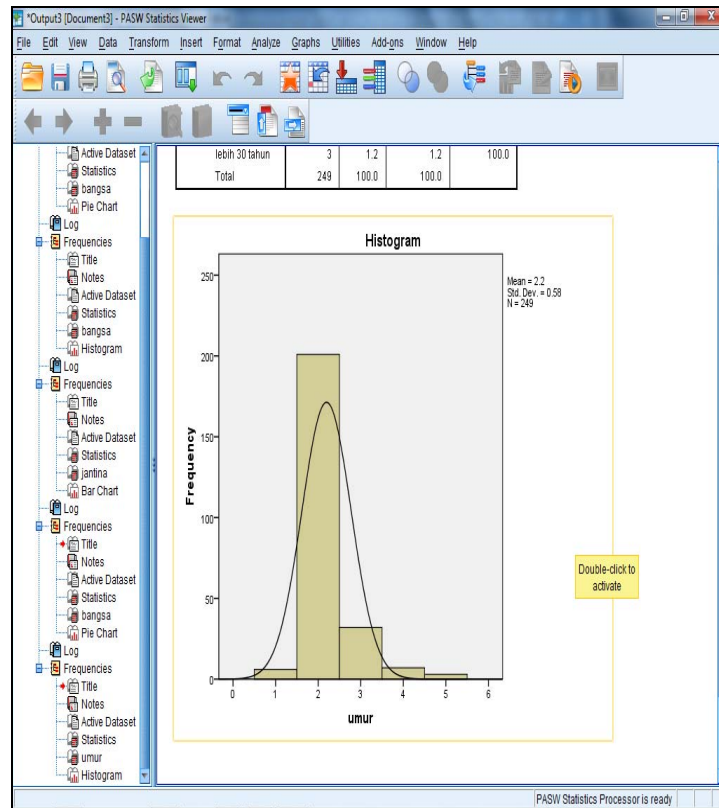 *Output3 [Document3] - PASW Statistics Viewer
File Edit View Data Transform Insert Format Analyze Graphs Utilities Add-ons Window Help
Active Dataset
Statistics
bangsa
Pie Chart
Log
Frequencies
Title
Notes
Active Dataset
Statistics
bangsa
Histogram
Log
Frequencies
Title
Notes
Active Dataset
Statistics
jantina
Bar Chart
Log
Frequencies
Title
Notes
Active Dataset
Statistics
bangsa
Pie Chart
Log
Frequencies
Title
Notes
Active Dataset
Statistics
umur
Histogram
lebih 30 tahun 3 1.2 1.2 100.0
Total 249 100.0 100.0
Histogram
Mean = 2.2
Std. Dev. = 0.58
N = 249
250
200
150
100
50
0
Frequency
0 1 2 3 4 5 6
umur
Double-click to
activate
PASW Statistics Processor is ready